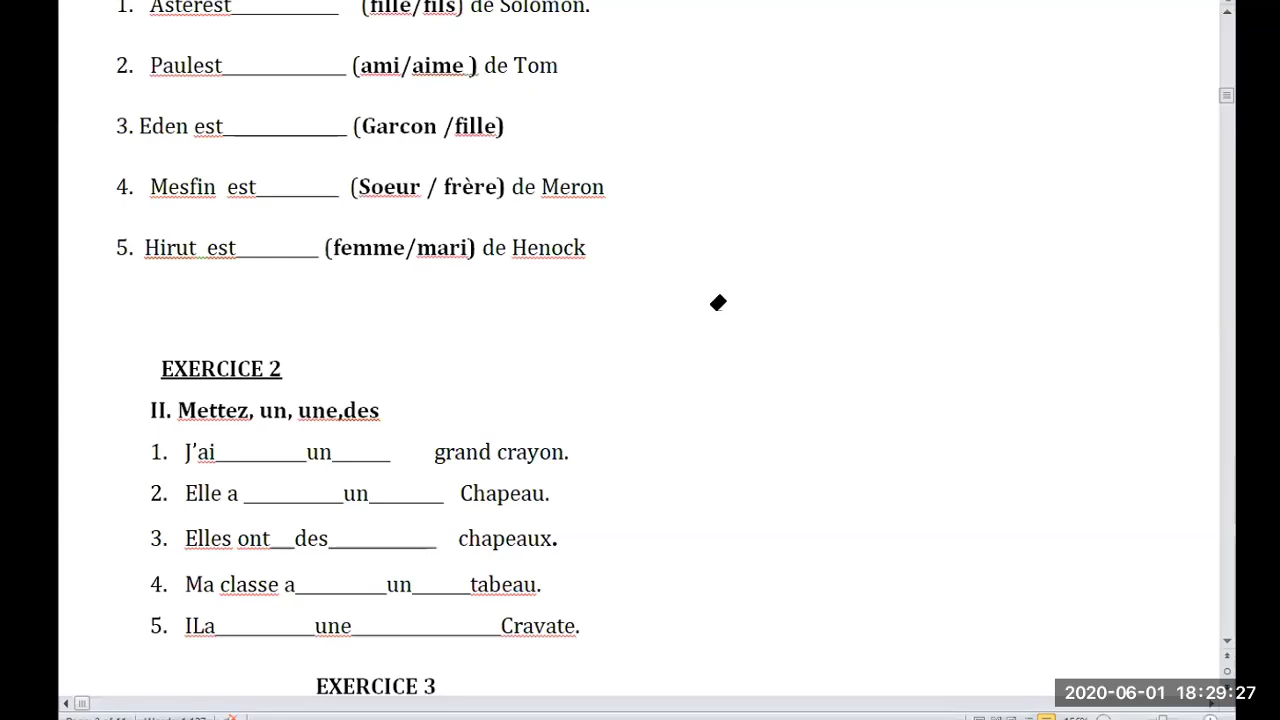 1. Asterest__________ (fille/fils) de Solomon.
2. Paulest____________ (ami/aime ) de Tom
3. Eden est____________ (Garcon /fille)
4. Mesfin est________ (Soeur / frère) de Meron
5. Hirut est________ (femme/mari) de Henock
EXERCICE 2
II. Mettez, un, une,des
1. J’ai_________un______ grand crayon.
2. Elle a __________un_______ Chapeau.
3. Elles ont__des___________ chapeaux.
4. Ma classe a_________un______tabeau.
5. ILa__________une_______________Cravate.
EXERCICE 3
2020-06-01 18:29:27